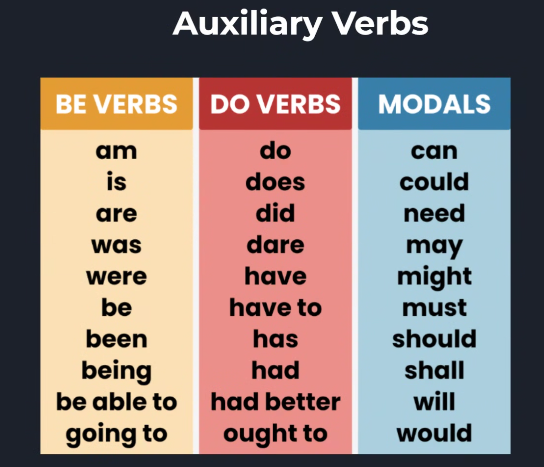 Auxiliary Verbs
BE VERBS DO VERBS MODALS
am do can
is does could
are did need
was dare may
were have might
be have to must
been has should
being had shall
be able to had better will
going to ought to would